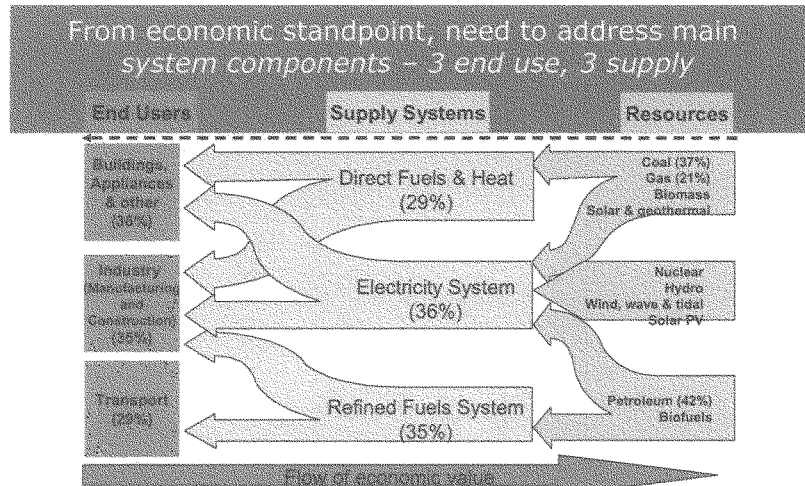 From economic standpoint, need to address main
system components – 3 end use, 3 supply
End Users
Supply Systems
Resources
Buildings,
Appliances
& other
(36%)
Direct Fuels & Heat
(29%)
Coal (37%)
Gas (21%)
Biomass
Solar & geothermal
Industry
(Manufacturing
and
Construction)
(35%)
Electricity System
(36%)
Nuclear
Hydro
Wind, wave & tidal
Solar PV
Transport
(29%)
Refined Fuels System
(35%)
Petroleum (42%)
Biofuels
Flow of economic value